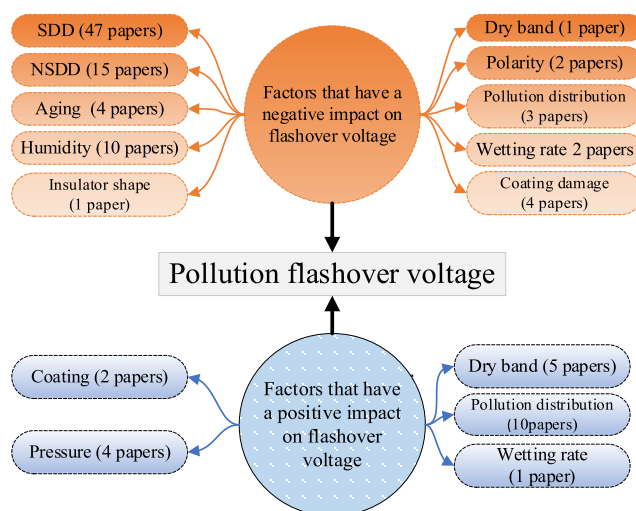 SDD (47 papers)
NSDD (15 papers)
Aging (4 papers)
Humidity (10 papers)
Insulator shape
(1 paper)
Factors that have a
negative impact on
flashover voltage
Dry band (1 paper)
Polarity (2 papers)
Pollution distribution
(3 papers)
Wetting rate 2 papers
Coating damage
(4 papers)
Pollution flashover voltage
Coating (2 papers)
Pressure (4 papers)
Factors that have
a positive impact
on flashover
voltage
Dry band (5 papers)
Pollution distribution
(10papers)
Wetting rate
(1 paper)